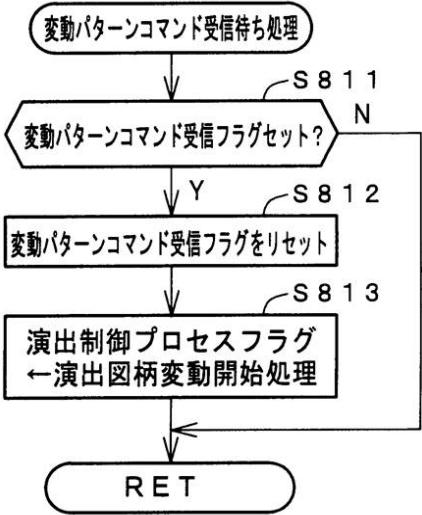 変動パターンコマンド受信待ち処理
S811
変動パターンコマンド受信フラグセット？
N
Y
S812
変動パターンコマンド受信フラグをリセット
S813
演出制御プロセスフラグ
←演出図柄変動開始処理
RET